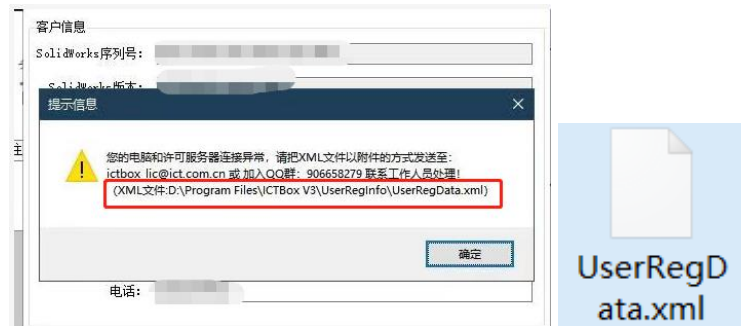 客户信息
SolidWorks序列号:
SolidWorks版本:
提示信息
您的电脑和许可服务器连接异常，请把XML文件以附件的方式发送至:
ictbox_lic@ict.com.cn 或 加入QQ群：906658279 联系工作人员处理!
(XML文件:D:\Program Files\ICTBox V3\UserRegInfo\UserRegData.xml)
注
确定
电话:
UserRegD
ata.xml